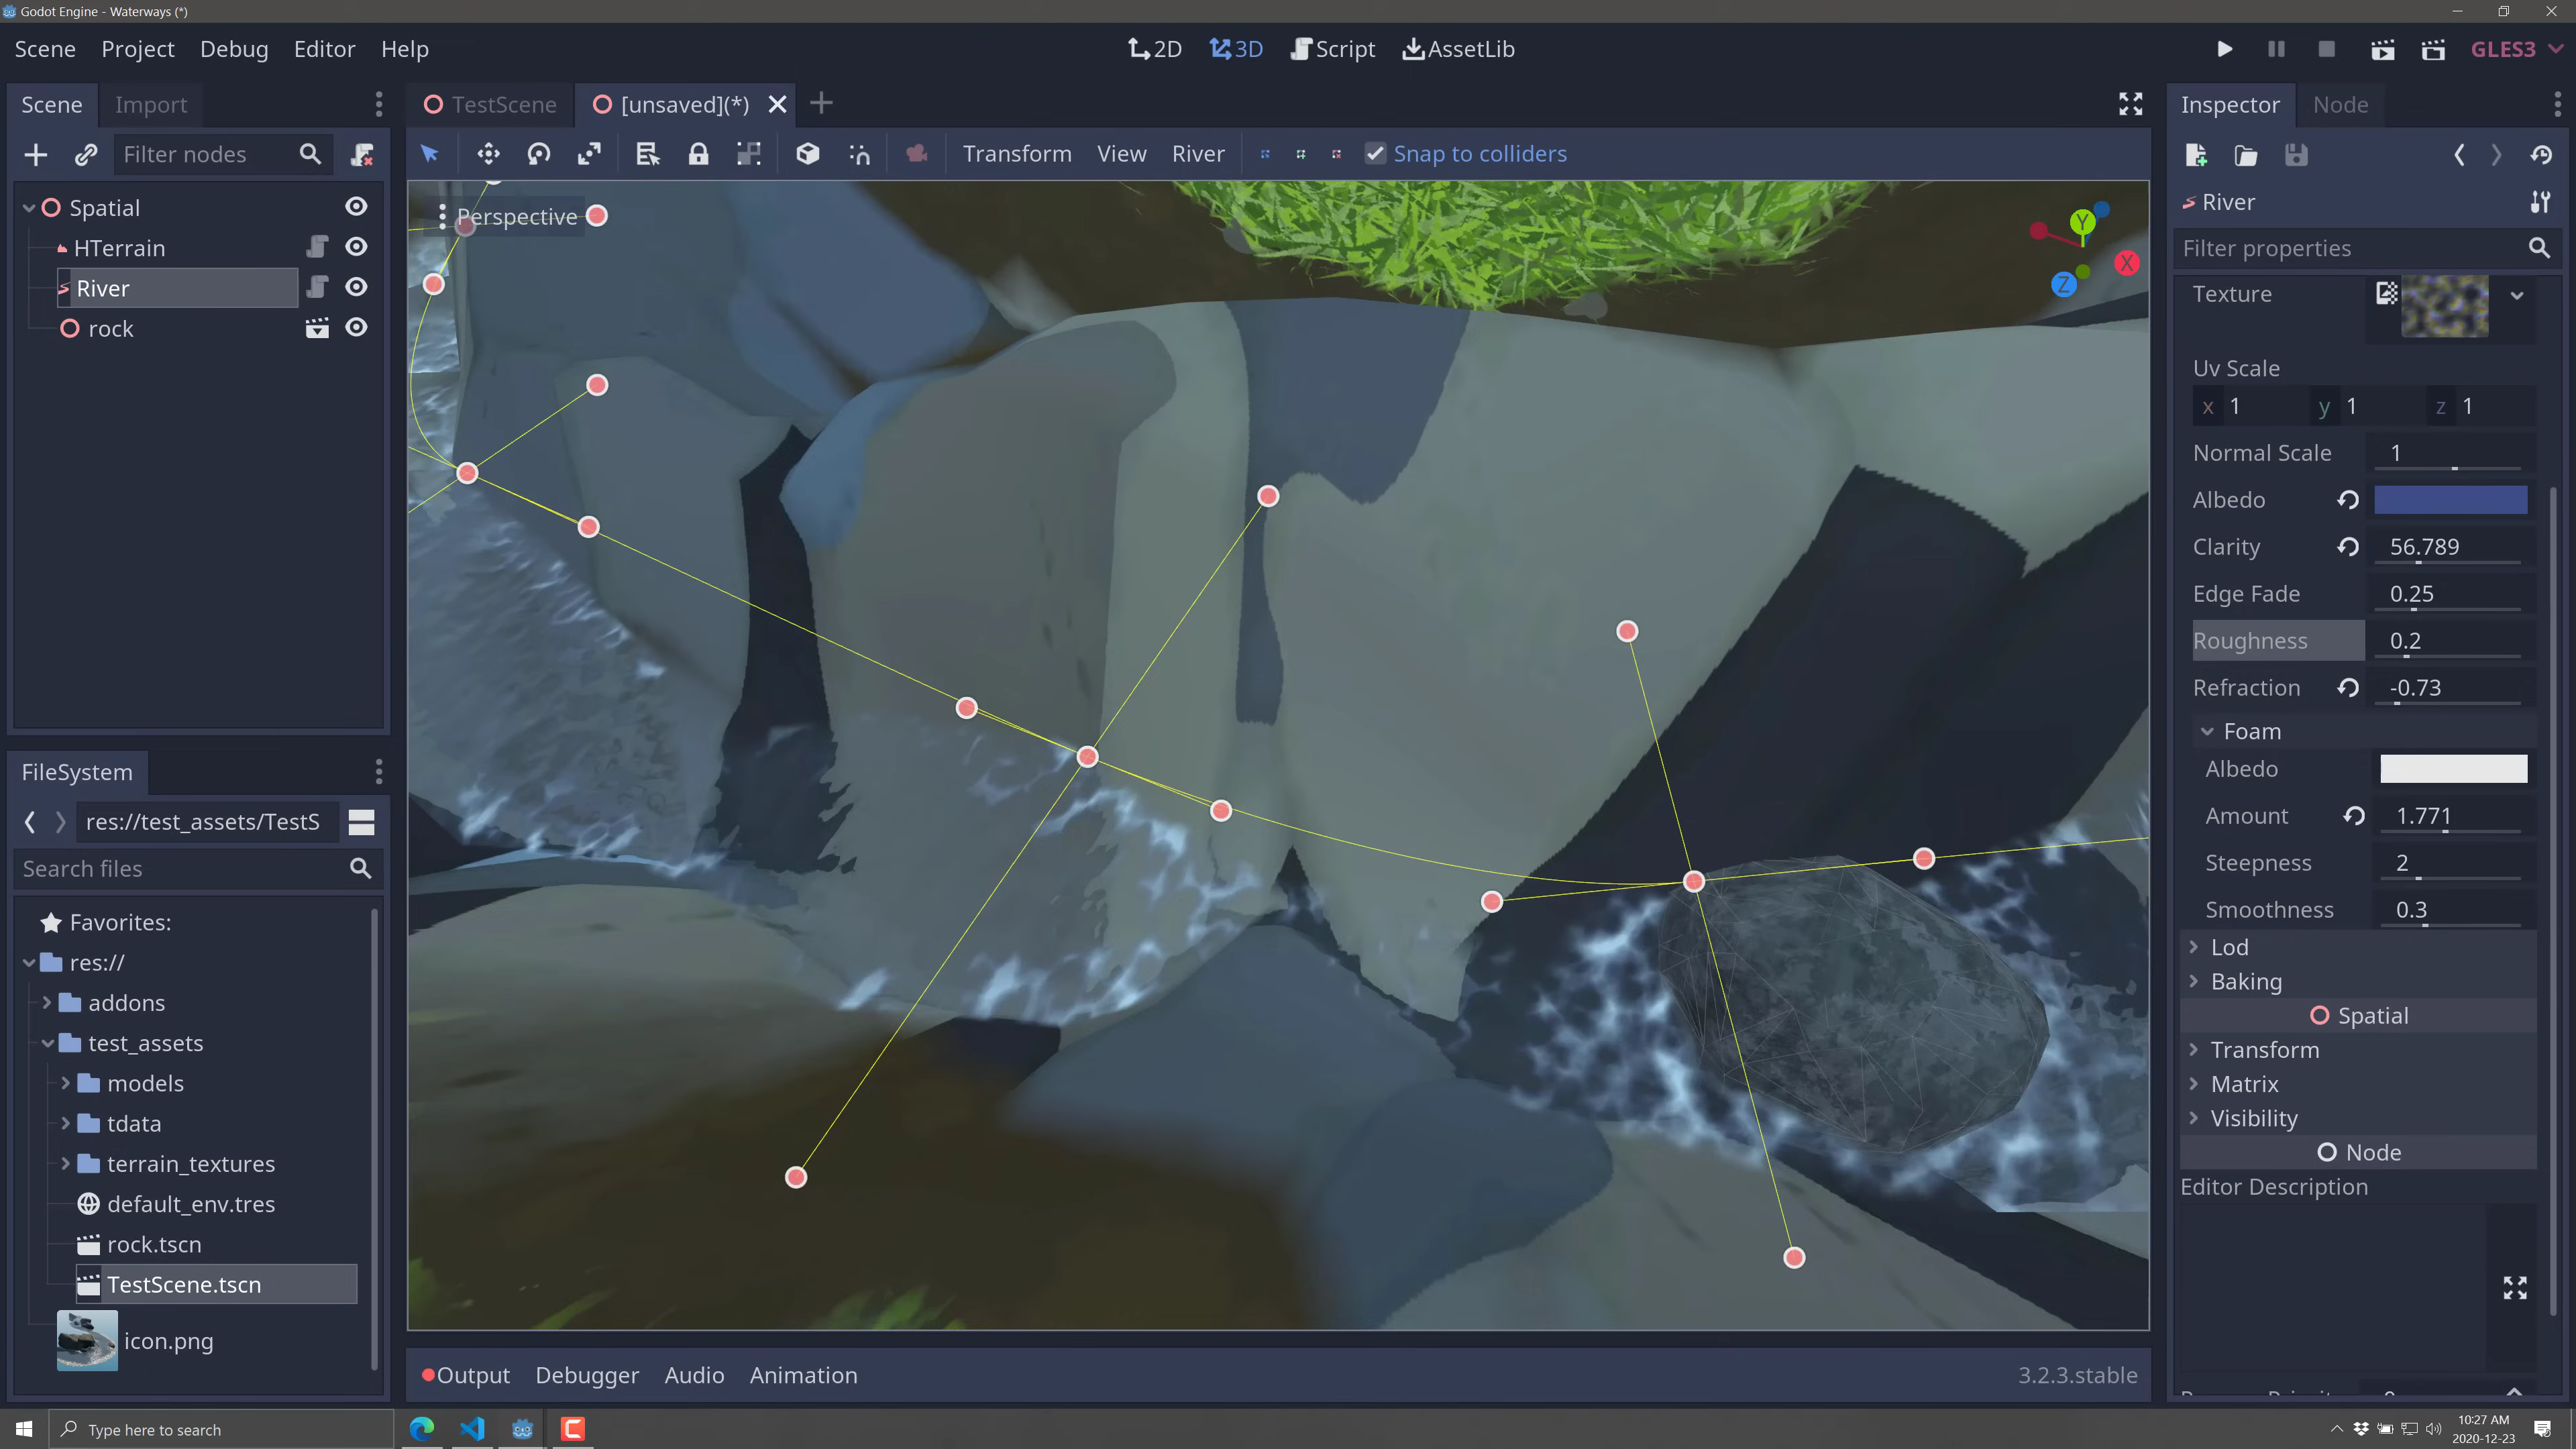 Godot Engine - Waterways (*)
Scene Project Debug Editor Help
2D 3D Script AssetLib
GLES3
Scene Import
TestScene [unsaved](*)
Inspector Node
Filter nodes
Transform View River Snap to colliders
Spatial
HTerrain
River
rock
Perspective
Y
X
Z
River
Filter properties
Texture
Uv Scale
x 1 y 1 z 1
Normal Scale 1
Albedo
Clarity 56.789
Edge Fade 0.25
Roughness 0.2
Refraction -0.73
Foam
Albedo
Amount 1.771
Steepness 2
Smoothness 0.3
Lod
Baking
Spatial
Transform
Matrix
Visibility
Node
Editor Description
FileSystem
res://test_assets/TestS
Search files
Favorites:
res://
addons
test_assets
models
tdata
terrain_textures
default_env.tres
rock.tscn
TestScene.tscn
icon.png
Output Debugger Audio Animation
3.2.3.stable
Type here to search
10:27 AM
2020-12-23